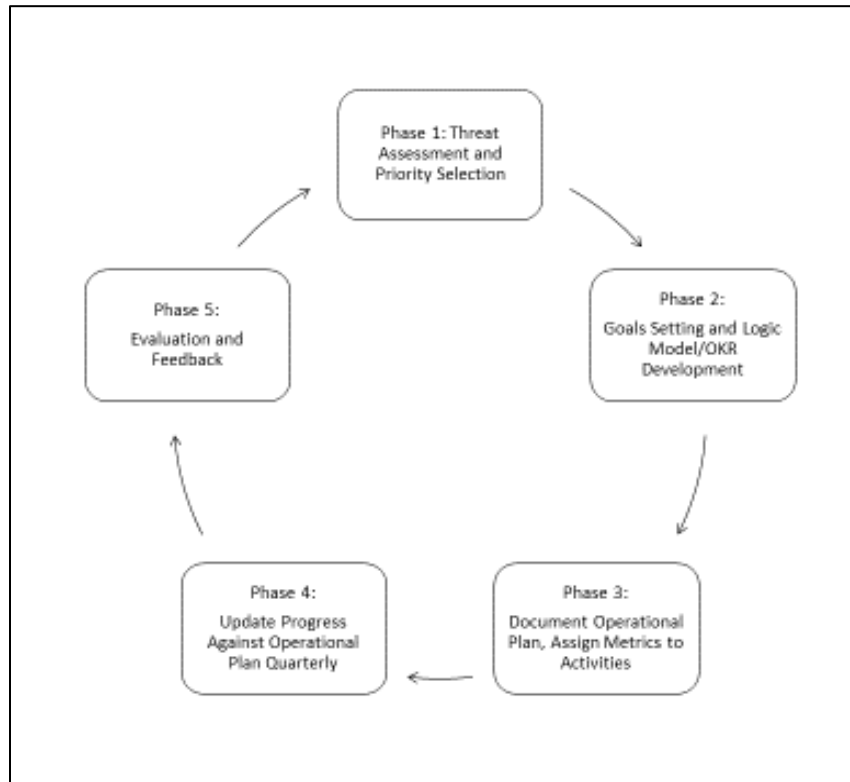 Phase 1: Threat
Assessment and
Priority Selection
Phase 2:
Goals Setting and Logic
Model/OKR
Development
Phase 3:
Document Operational
Plan, Assign Metrics to
Activities
Phase 4:
Update Progress
Against Operational
Plan Quarterly
Phase 5:
Evaluation and
Feedback